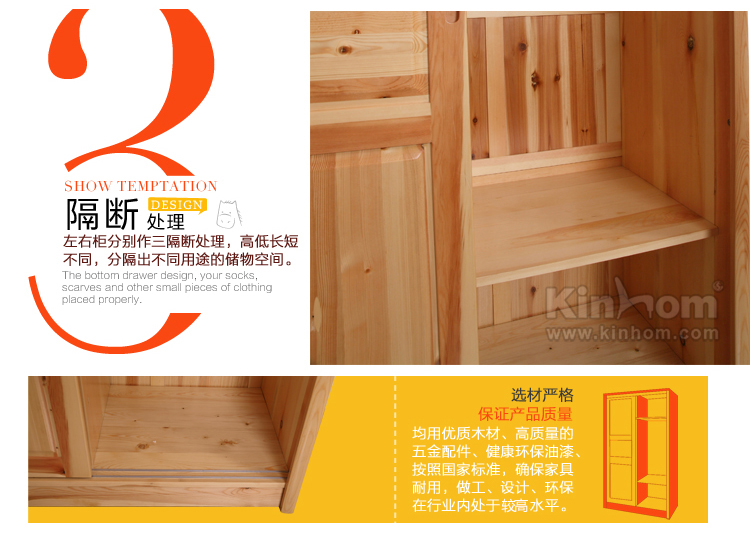 3
SHOW TEMPTATION
隔断 DESIGN
处理
左右柜分别作三隔断处理，高低长短
不同，分隔出不同用途的储物空间。
The bottom drawer design, your socks,
scarves and other small pieces of clothing
placed properly.
Kinhom
www.kinhom.com
选材严格
保证产品质量
均用优质木材、高质量的
五金配件、健康环保油漆、
按照国家标准，确保家具
耐用，做工、设计、环保
在行业内处于较高水平。